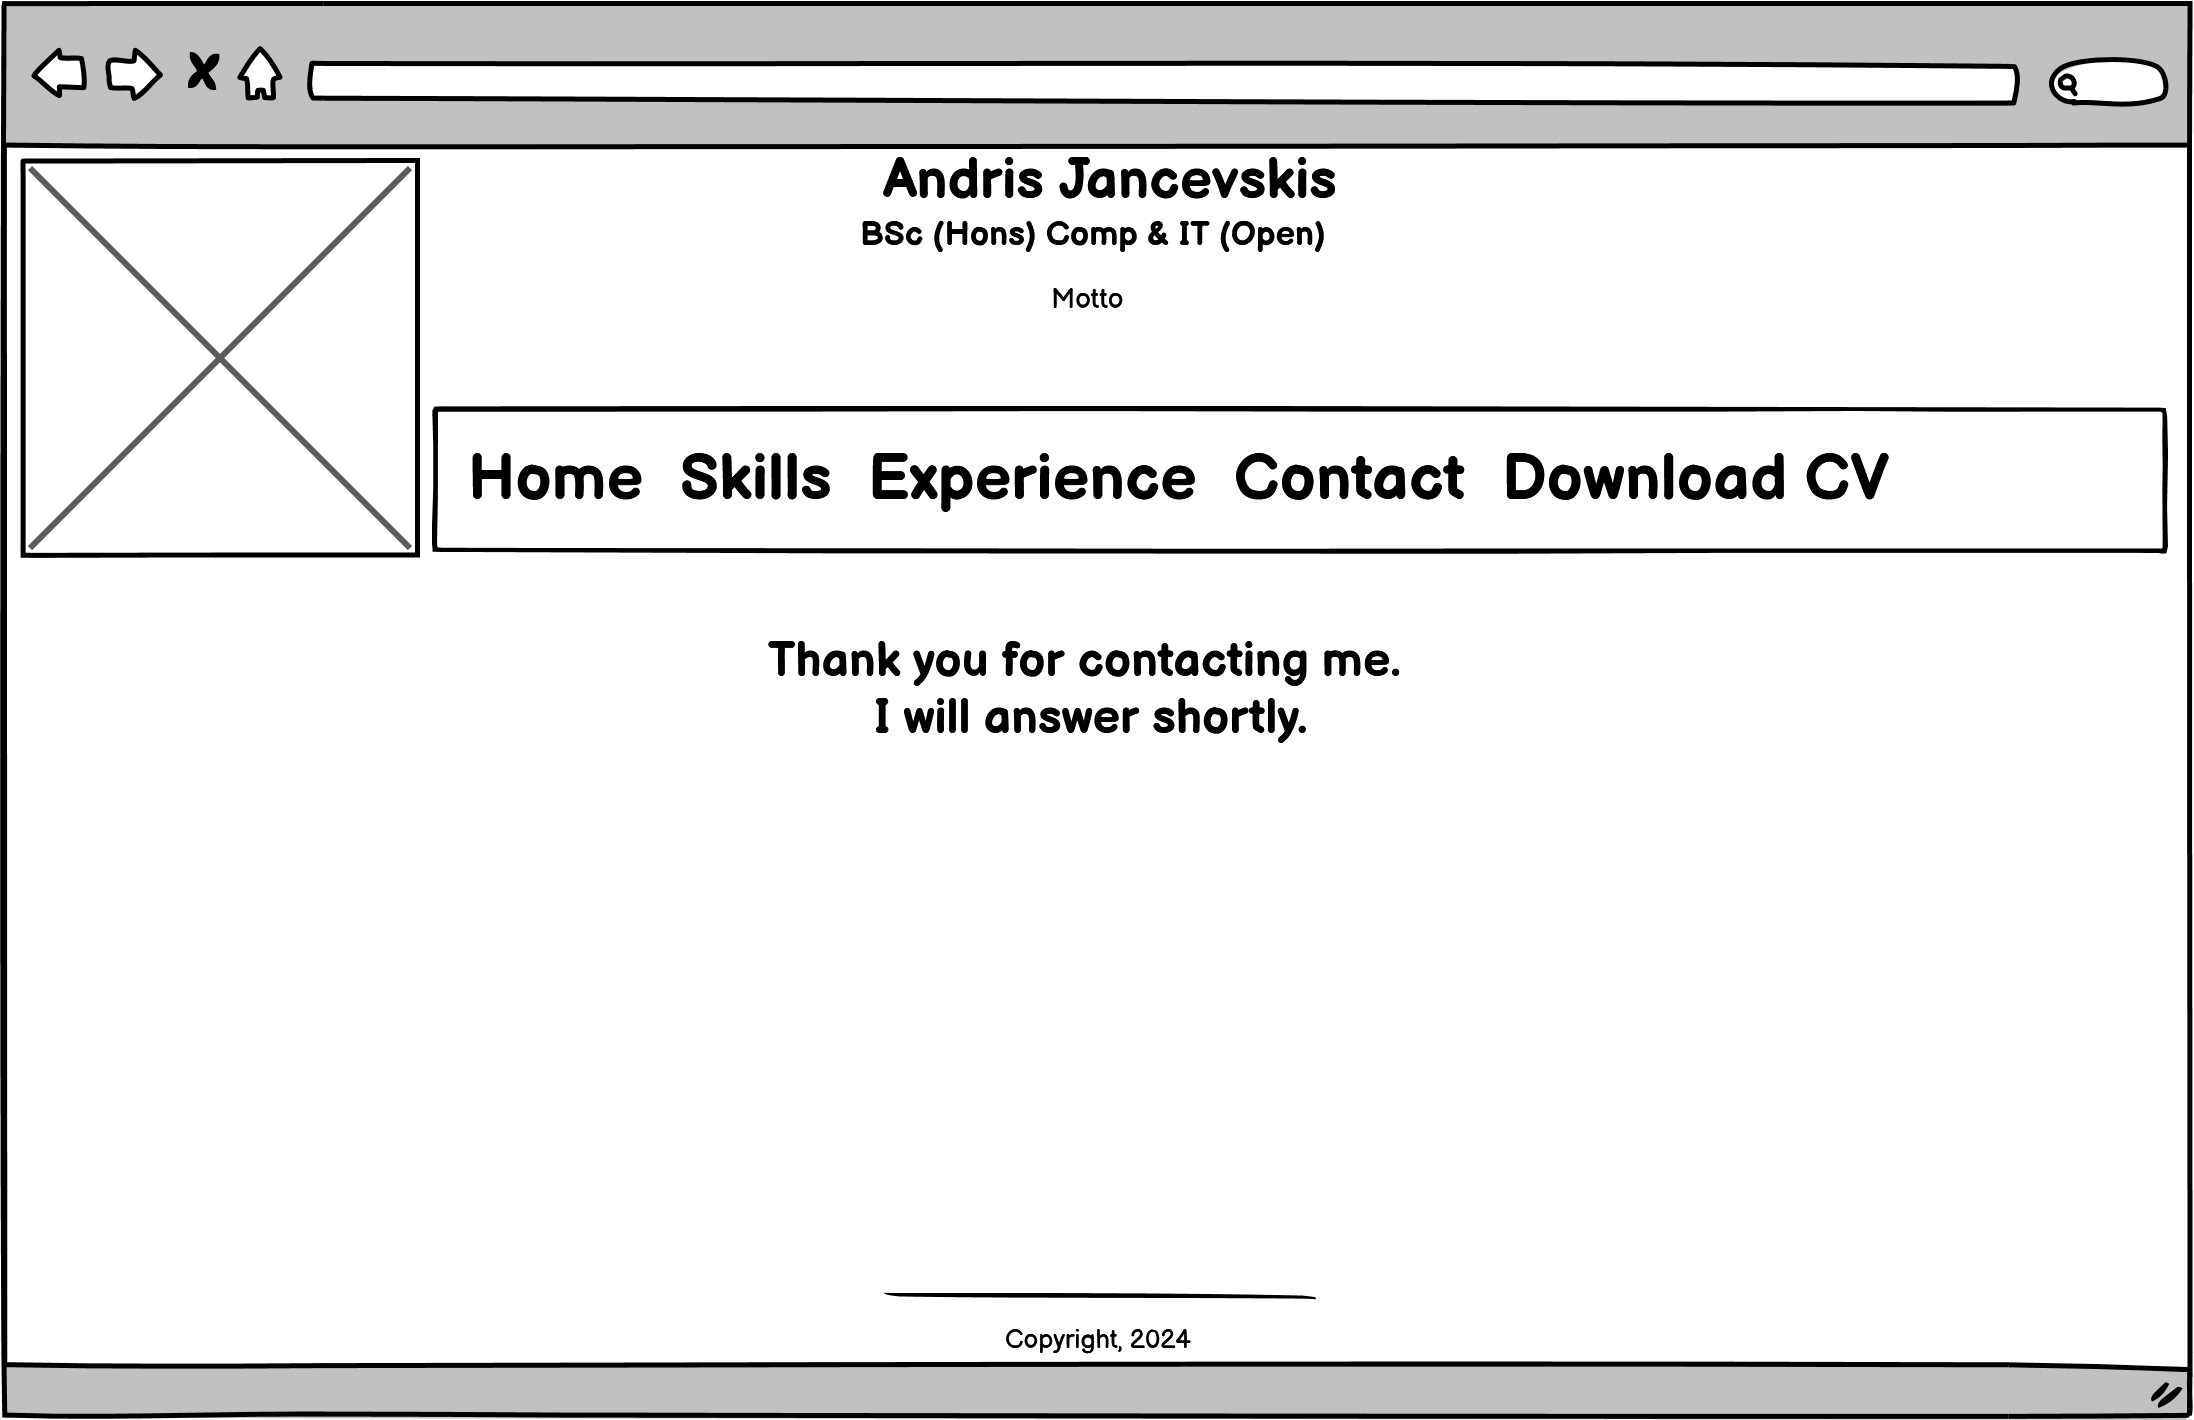 Andris Jancevskis
BSc (Hons) Comp & IT (Open)
Motto
Home Skills Experience Contact Download CV
Thank you for contacting me.
I will answer shortly.
Copyright, 2024